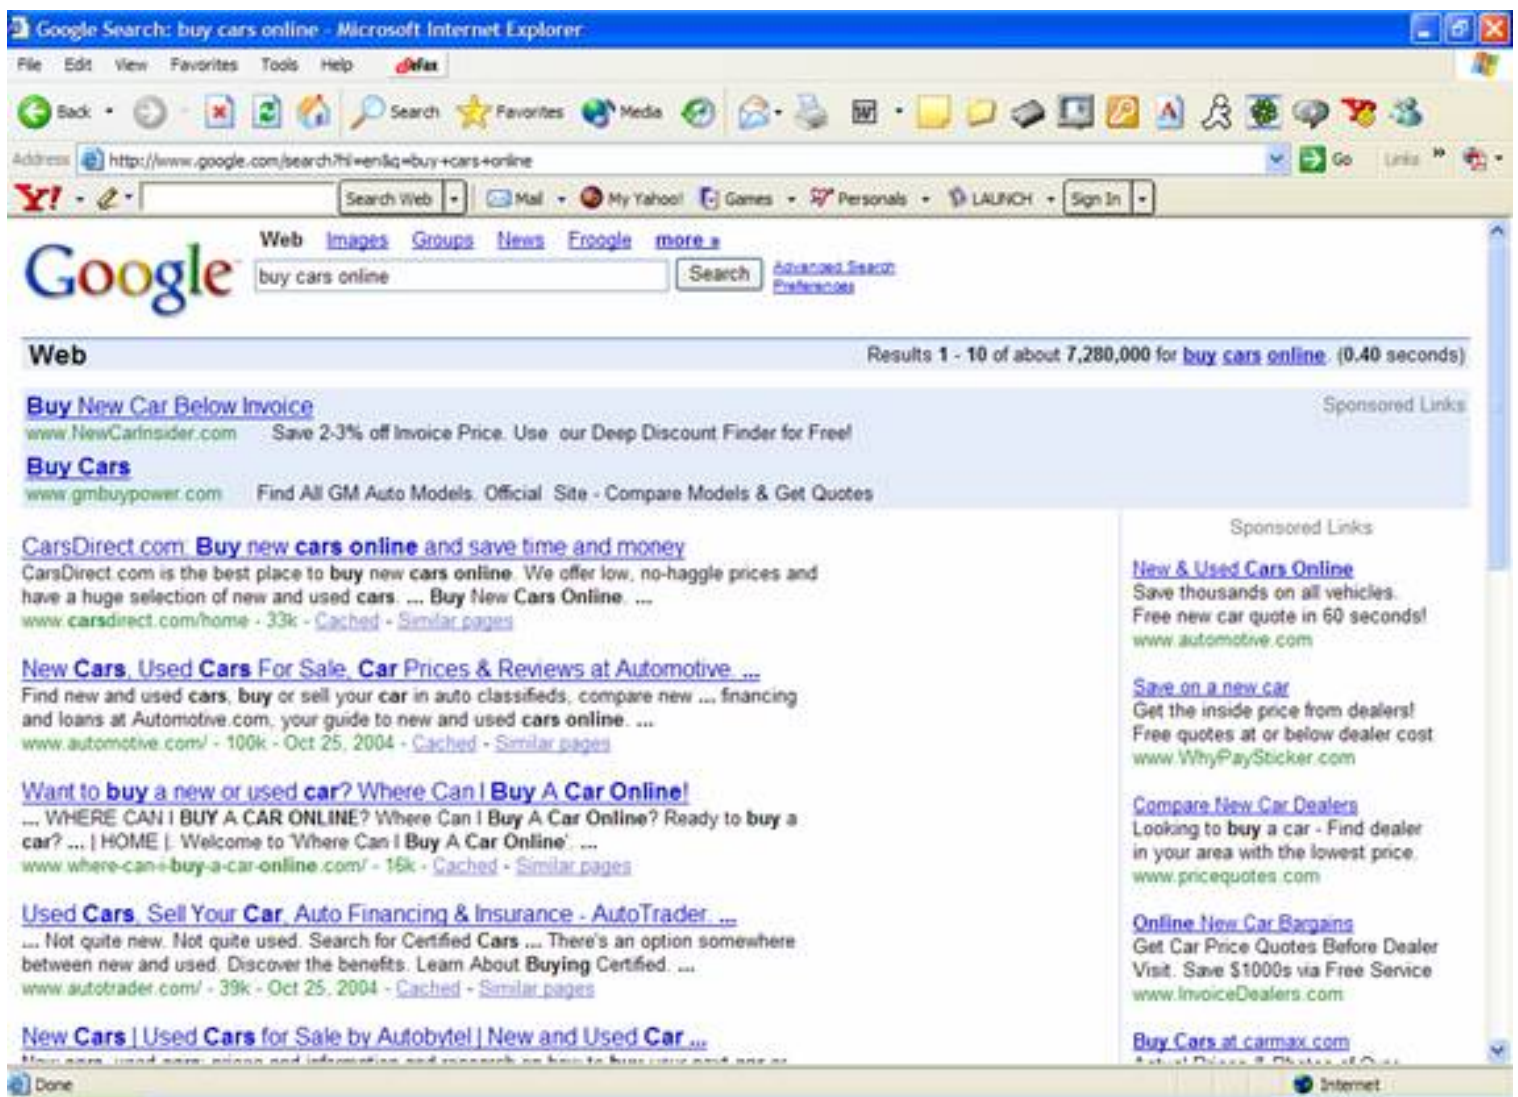 Google Search: buy cars online - Microsoft Internet Explorer
File Edit View Favorites Tools Help eFax
Back Search Favorites Media
Address http://www.google.com/search?hl=en&q=buy+cars+online Go Links »
Y! Search Web Mail My Yahoo! Games Personals LAUNCH Sign In
Web Images Groups News Froogle more »
Google buy cars online Search Advanced Search
Preferences
Web Results 1 - 10 of about 7,280,000 for buy cars online. (0.40 seconds)
Buy New Car Below Invoice Sponsored Links
www.NewCarInsider.com Save 2-3% off Invoice Price. Use our Deep Discount Finder for Free!
Buy Cars
www.gmbuypower.com Find All GM Auto Models. Official Site - Compare Models & Get Quotes
CarsDirect.com: Buy new cars online and save time and money
CarsDirect.com is the best place to buy new cars online. We offer low, no-haggle prices and
have a huge selection of new and used cars. ... Buy New Cars Online. ...
www.carsdirect.com/home - 33k - Cached - Similar pages
New Cars, Used Cars For Sale, Car Prices & Reviews at Automotive. ...
Find new and used cars, buy or sell your car in auto classifieds, compare new ... financing
and loans at Automotive.com, your guide to new and used cars online. ...
www.automotive.com/ - 100k - Oct 25, 2004 - Cached - Similar pages
Want to buy a new or used car? Where Can I Buy A Car Online!
... WHERE CAN I BUY A CAR ONLINE? Where Can I Buy A Car Online? Ready to buy a
car? ... | HOME |. Welcome to 'Where Can I Buy A Car Online'. ...
www.where-can-i-buy-a-car-online.com/ - 16k - Cached - Similar pages
Used Cars, Sell Your Car, Auto Financing & Insurance - AutoTrader. ...
... Not quite new. Not quite used. Search for Certified Cars ... There's an option somewhere
between new and used. Discover the benefits. Learn About Buying Certified. ...
www.autotrader.com/ - 39k - Oct 25, 2004 - Cached - Similar pages
New Cars | Used Cars for Sale by Autobytel | New and Used Car ...
Sponsored Links
New & Used Cars Online
Save thousands on all vehicles.
Free new car quote in 60 seconds!
www.automotive.com
Save on a new car
Get the inside price from dealers!
Free quotes at or below dealer cost
www.WhyPaySticker.com
Compare New Car Dealers
Looking to buy a car - Find dealer
in your area with the lowest price.
www.pricequotes.com
Online New Car Bargains
Get Car Price Quotes Before Dealer
Visit. Save $1000s via Free Service
www.InvoiceDealers.com
Buy Cars at carmax.com
Done Internet